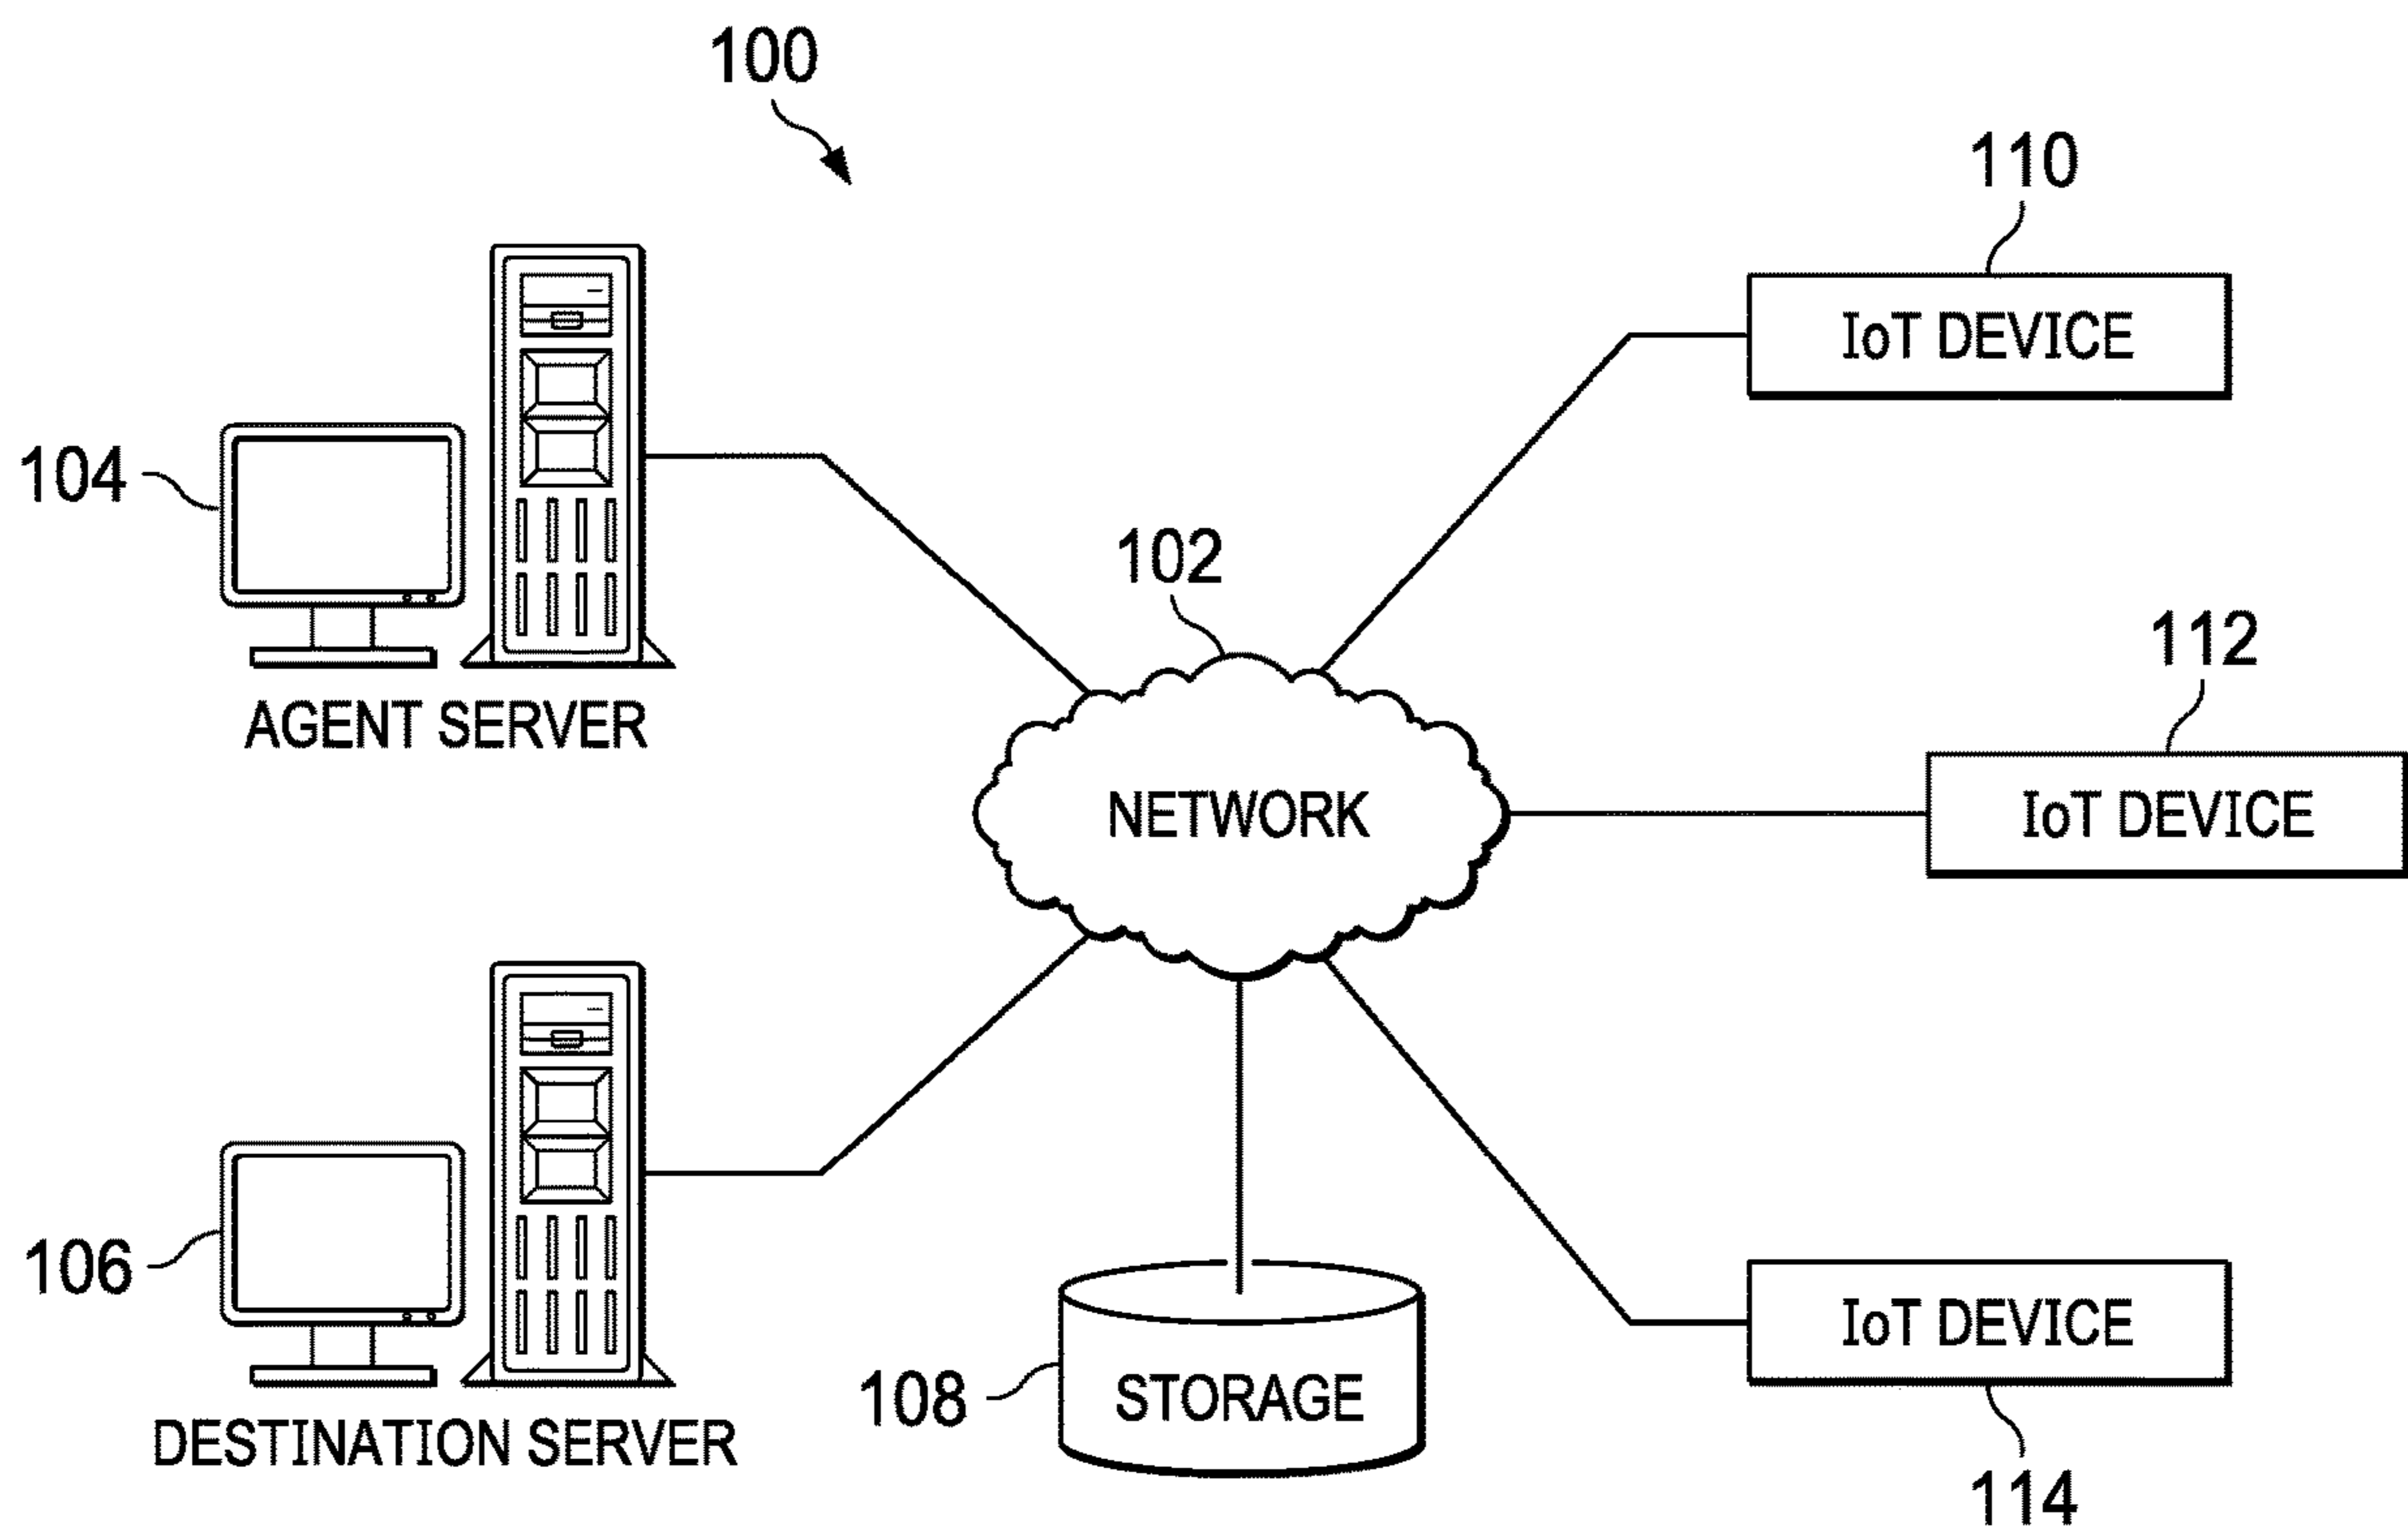 100
110
IoT DEVICE
104
102
112
AGENT SERVER
NETWORK
IoT DEVICE
106
108
STORAGE
IoT DEVICE
DESTINATION SERVER
114